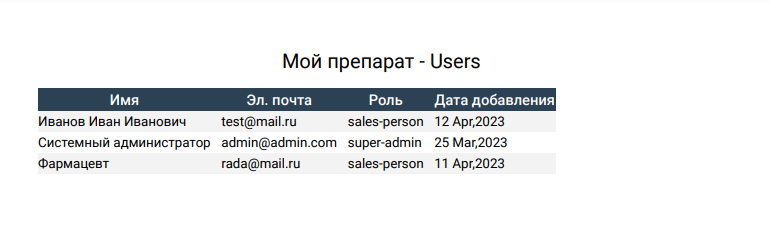 Мой препарат - Users
Имя Эл. почта Роль Дата добавления
Иванов Иван Иванович test@mail.ru sales-person 12 Apr,2023
Системный администратор admin@admin.com super-admin 25 Mar,2023
Фармацевт rada@mail.ru sales-person 11 Apr,2023